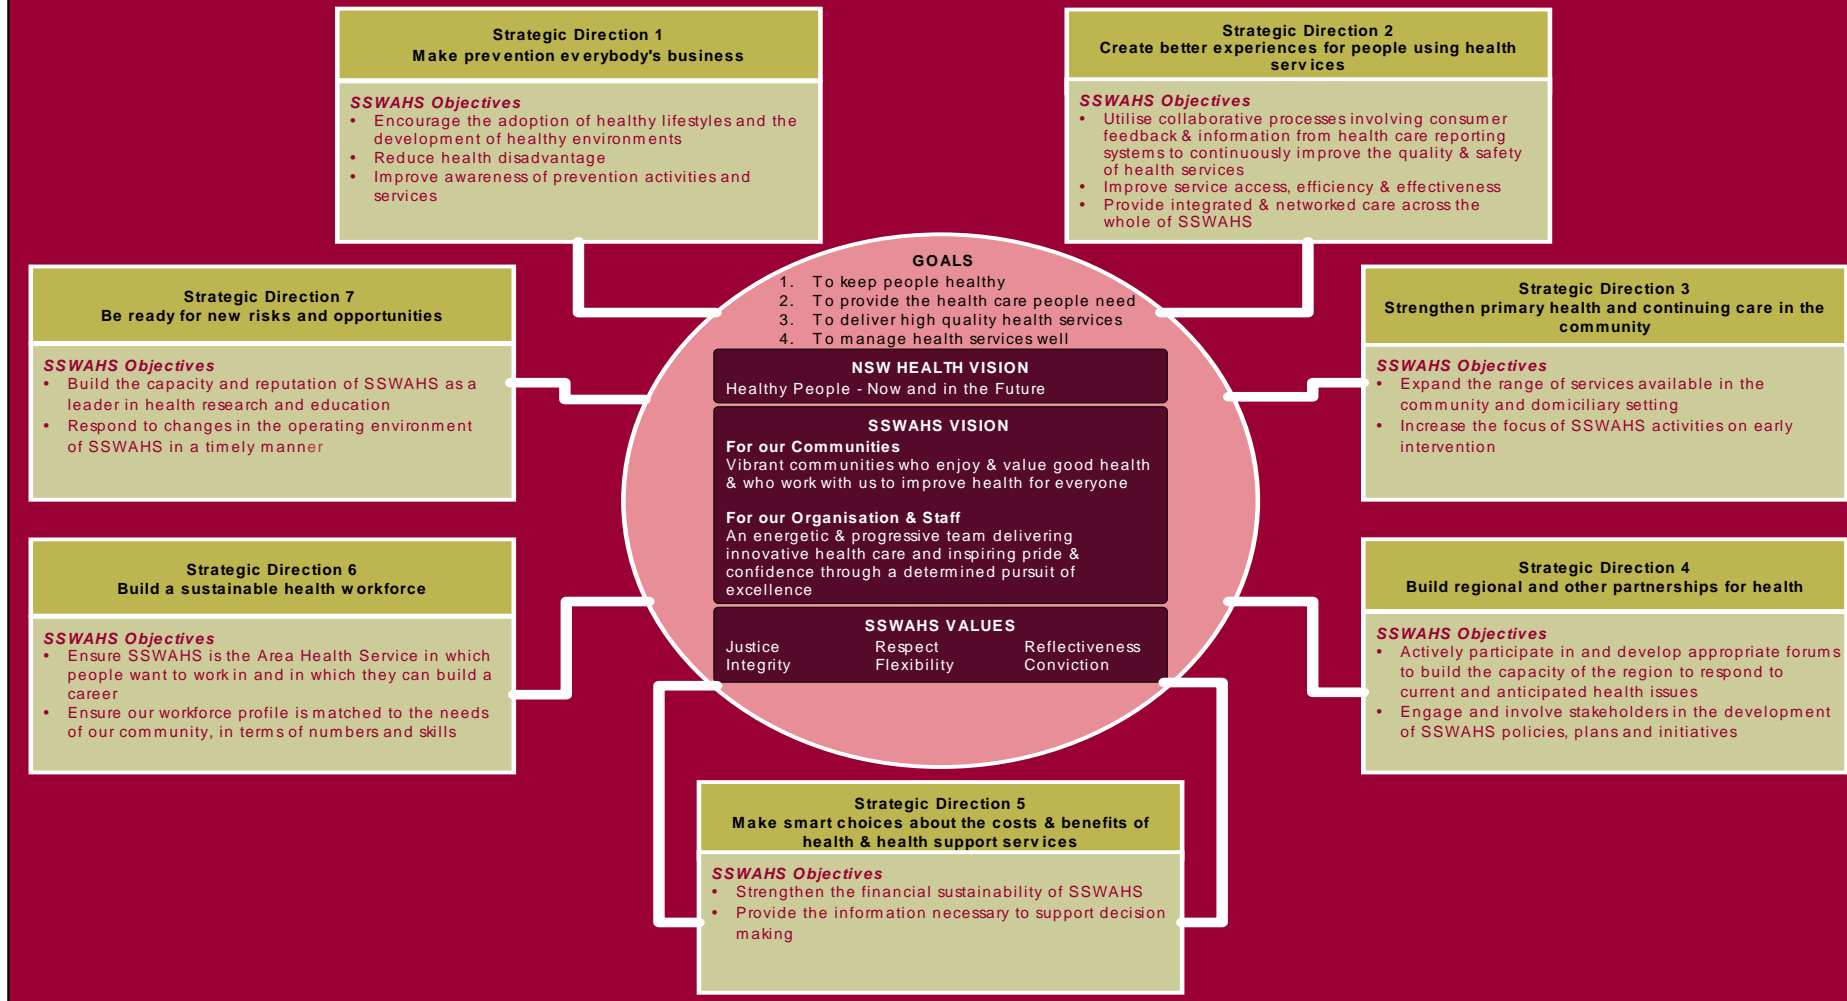 Strategic Direction 1
Make prevention everybody's business
SSWAHS Objectives
• Encourage the adoption of healthy lifestyles and the
development of healthy environments
• Reduce health disadvantage
• Improve awareness of prevention activities and
services
Strategic Direction 2
Create better experiences for people using health
services
SSWAHS Objectives
• Utilise collaborative processes involving consumer
feedback & information from health care reporting
systems to continuously improve the quality & safety
of health services
• Improve service access, efficiency & effectiveness
• Provide integrated & networked care across the
whole of SSWAHS
Strategic Direction 7
Be ready for new risks and opportunities
SSWAHS Objectives
• Build the capacity and reputation of SSWAHS as a
leader in health research and education
• Respond to changes in the operating environment
of SSWAHS in a timely manner
GOALS
1. To keep people healthy
2. To provide the health care people need
3. To deliver high quality health services
4. To manage health services well
NSW HEALTH VISION
Healthy People - Now and in the Future
SSWAHS VISION
For our Communities
Vibrant communities who enjoy & value good health
& who work with us to improve health for everyone
For our Organisation & Staff
An energetic & progressive team delivering
innovative health care and inspiring pride &
confidence through a determined pursuit of
excellence
SSWAHS VALUES
Justice Respect Reflectiveness
Integrity Flexibility Conviction
Strategic Direction 3
Strengthen primary health and continuing care in the
community
SSWAHS Objectives
• Expand the range of services available in the
community and domiciliary setting
• Increase the focus of SSWAHS activities on early
intervention
Strategic Direction 6
Build a sustainable health workforce
SSWAHS Objectives
• Ensure SSWAHS is the Area Health Service in which
people want to work in and in which they can build a
career
• Ensure our workforce profile is matched to the needs
of our community, in terms of numbers and skills
Strategic Direction 4
Build regional and other partnerships for health
SSWAHS Objectives
• Actively participate in and develop appropriate forums
to build the capacity of the region to respond to
current and anticipated health issues
• Engage and involve stakeholders in the development
of SSWAHS policies, plans and initiatives
Strategic Direction 5
Make smart choices about the costs & benefits of
health & health support services
SSWAHS Objectives
• Strengthen the financial sustainability of SSWAHS
• Provide the information necessary to support decision
making